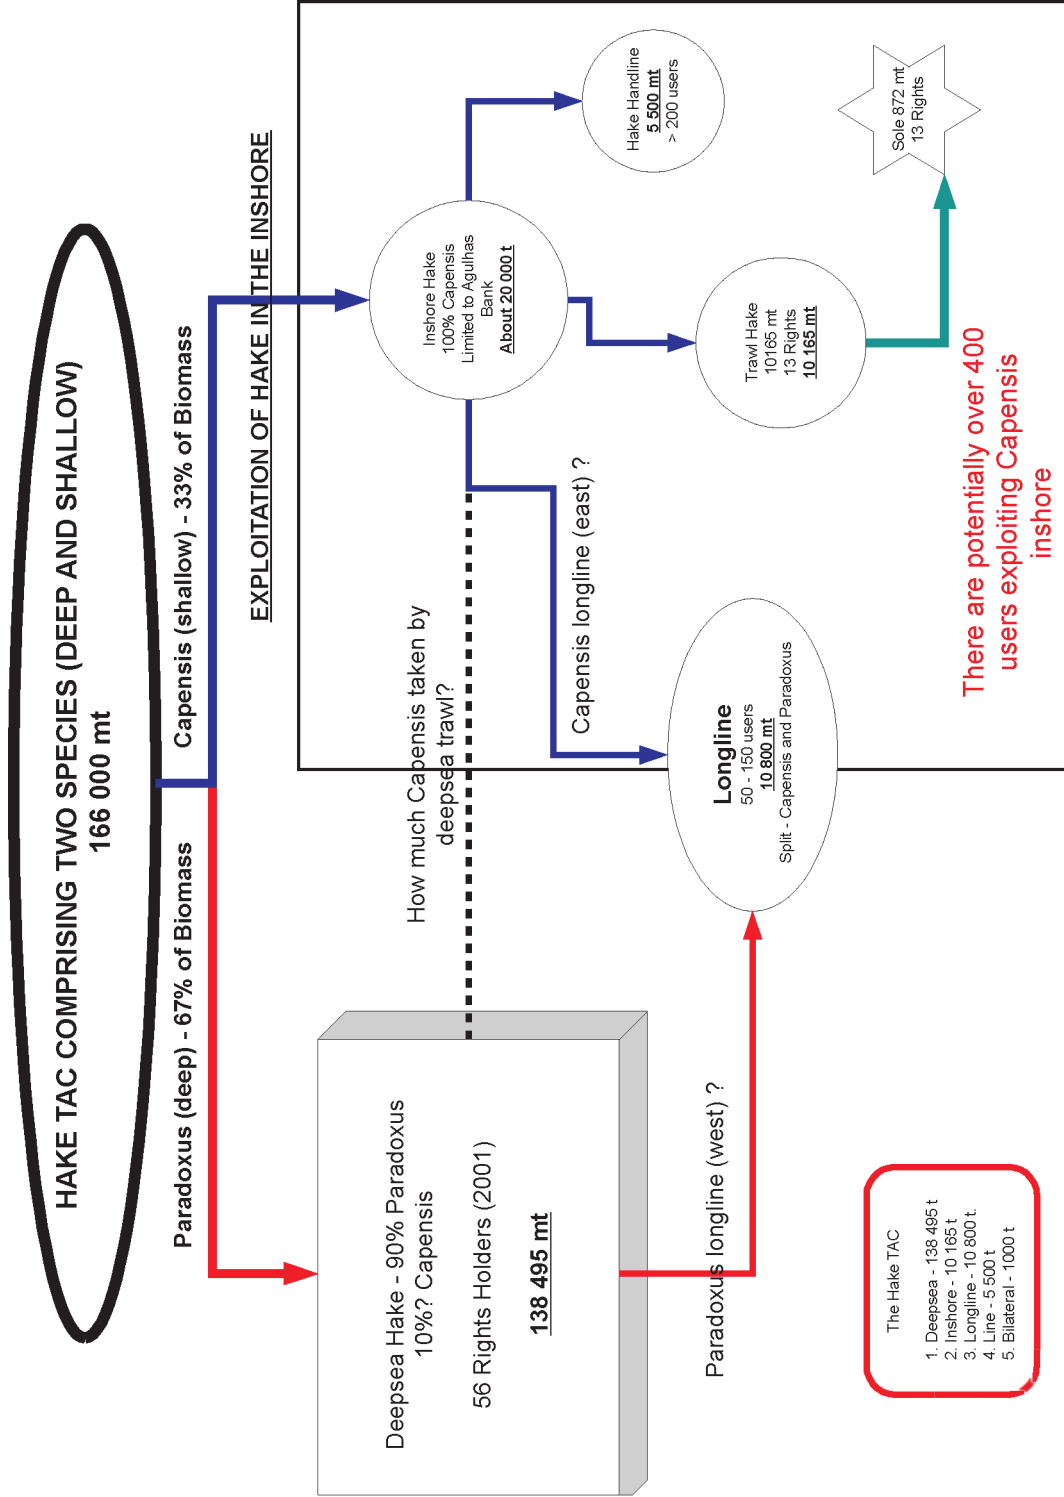 HAKE TAC COMPRISING TWO SPECIES (DEEP AND SHALLOW)
166 000 mt
Paradoxus (deep) - 67% of Biomass
Capensis (shallow) - 33% of Biomass
EXPLOITATION OF HAKE IN THE INSHORE
Deepsea Hake - 90% Paradoxus
10%? Capensis
56 Rights Holders (2001)
138 495 mt
How much Capensis taken by
deepsea trawl?
Inshore Hake
100% Capensis
Limited to Agulhas
Bank
About 20 000 t
Hake Handline
5 500 mt
> 200 users
Capensis longline (east) ?
Paradoxus longline (west) ?
Longline
50 - 150 users
10 800 mt
Split - Capensis and Paradoxus
Trawl Hake
10165 mt
13 Rights
10 165 mt
Sole 872 mt
13 Rights
The Hake TAC
1. Deepsea - 138 495 t
2. Inshore - 10 165 t
3. Longline - 10 800 t.
4. Line - 5 500 t
5. Bilateral - 1000 t
There are potentially over 400
users exploiting Capensis
inshore